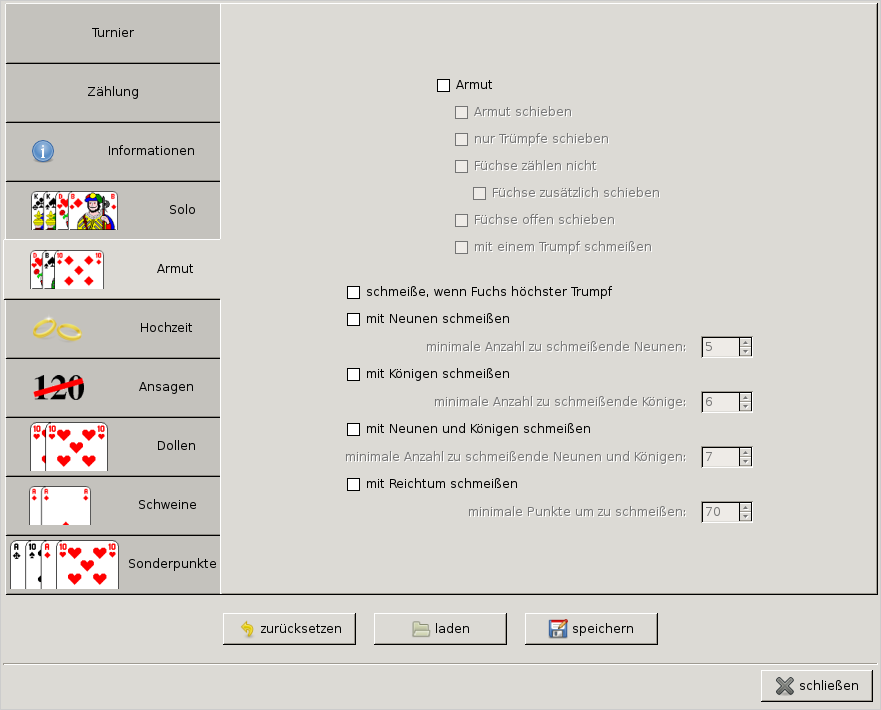 Turnier
Zählung
Informationen
Solo
Armut
Hochzeit
120
Ansagen
Dollen
Schweine
Sonderpunkte
Armut
Armut schieben
nur Trümpfe schieben
Füchse zählen nicht
Füchse zusätzlich schieben
Füchse offen schieben
mit einem Trumpf schmeißen
schmeiße, wenn Fuchs höchster Trumpf
mit Neunen schmeißen
minimale Anzahl zu schmeißende Neunen: 5
mit Königen schmeißen
minimale Anzahl zu schmeißende Könige: 6
mit Neunen und Königen schmeißen
minimale Anzahl zu schmeißende Neunen und Königen: 7
mit Reichtum schmeißen
minimale Punkte um zu schmeißen: 70
zurücksetzen
laden
speichern
schließen